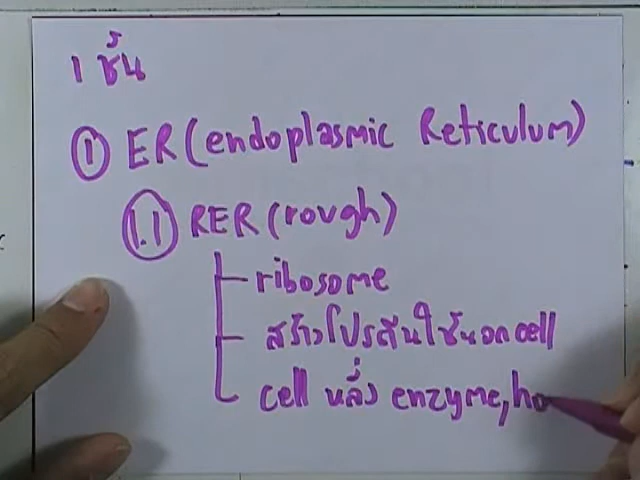 1 ชั้น
① ER (endoplasmic Reticulum)
1.1 RER (rough)
ribosome
สร้างโปรตีนใช้นอก cell
cell หลั่ง enzyme, ho